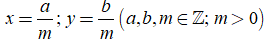 x = a/m ; y = b/m (a,b,m ∈ ℤ; m > 0)